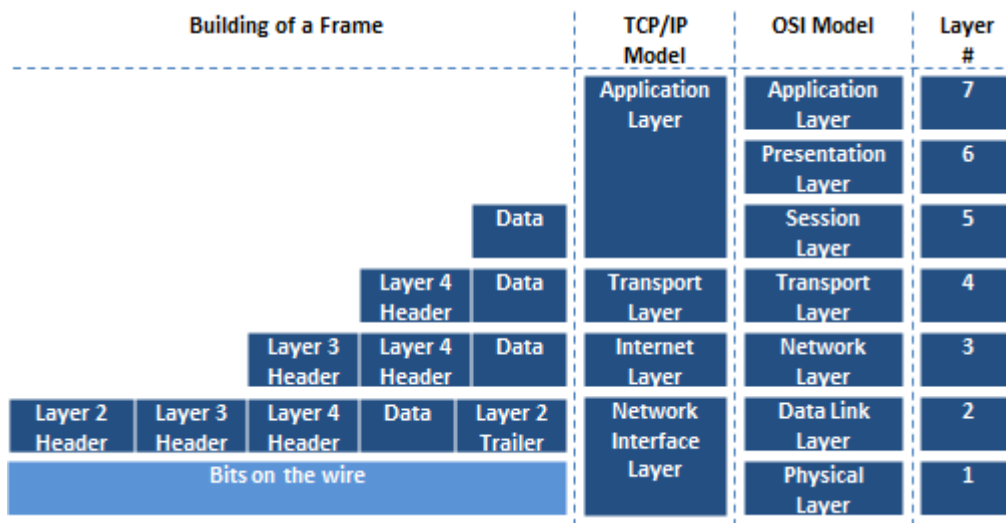 Building of a Frame
TCP/IP
Model
OSI Model
Layer
#
Application
Layer
Application
Layer
7
Presentation
Layer
6
Data
Session
Layer
5
Layer 4
Header
Data
Transport
Layer
Transport
Layer
4
Layer 3
Header
Layer 4
Header
Data
Internet
Layer
Network
Layer
3
Layer 2
Header
Layer 3
Header
Layer 4
Header
Data
Layer 2
Trailer
Network
Interface
Layer
Data Link
Layer
2
Bits on the wire
Physical
Layer
1